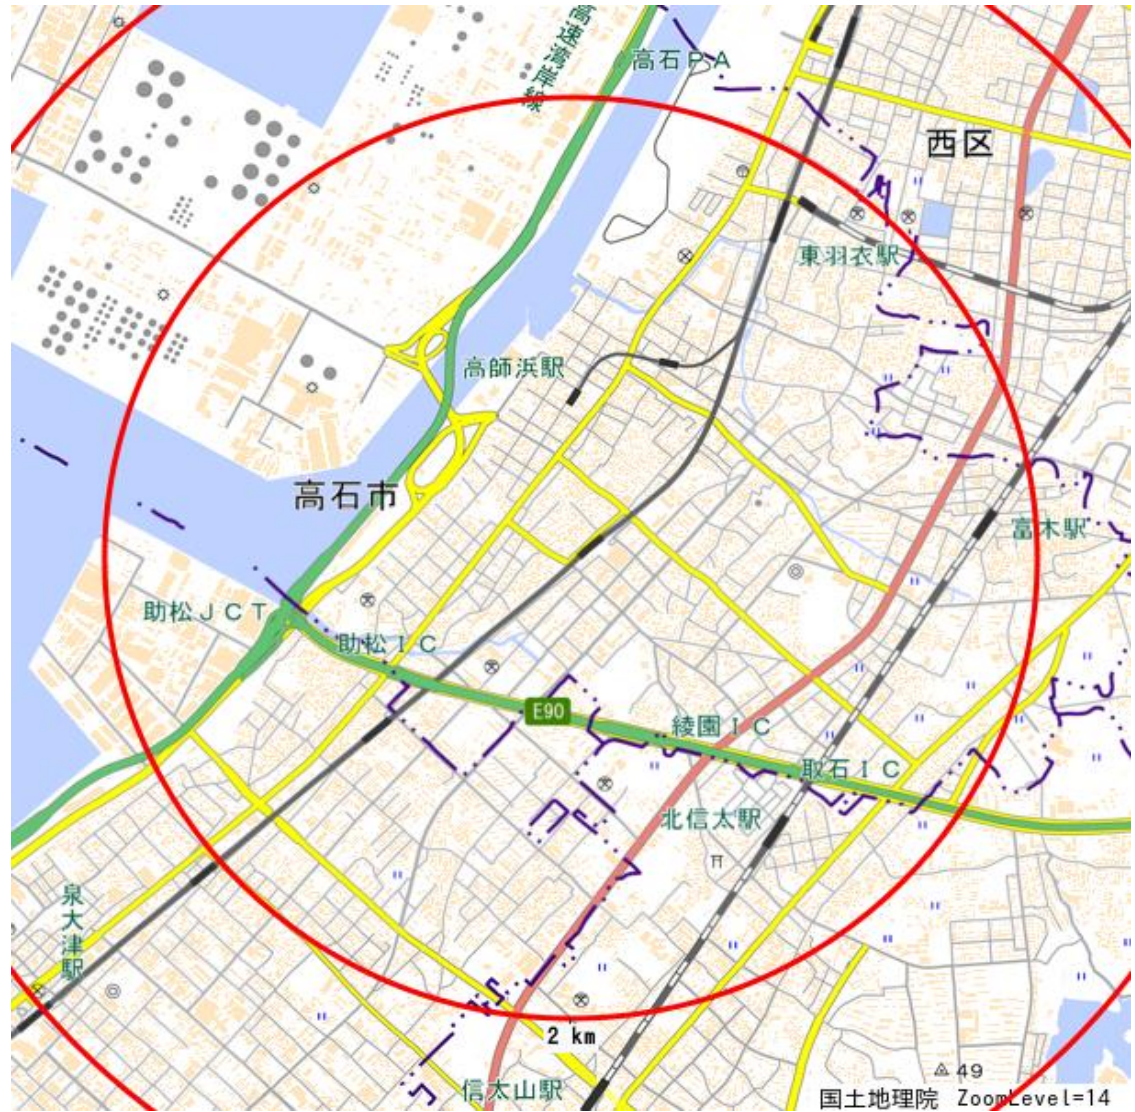 高速湾岸線
高石PA
西区
東羽衣駅
高師浜駅
高石市
富木駅
助松JCT
助松IC
E90
綾園IC
取石IC
北信太駅
泉大津駅
2 km
49
信太山駅
国土地理院 ZoomLevel=14